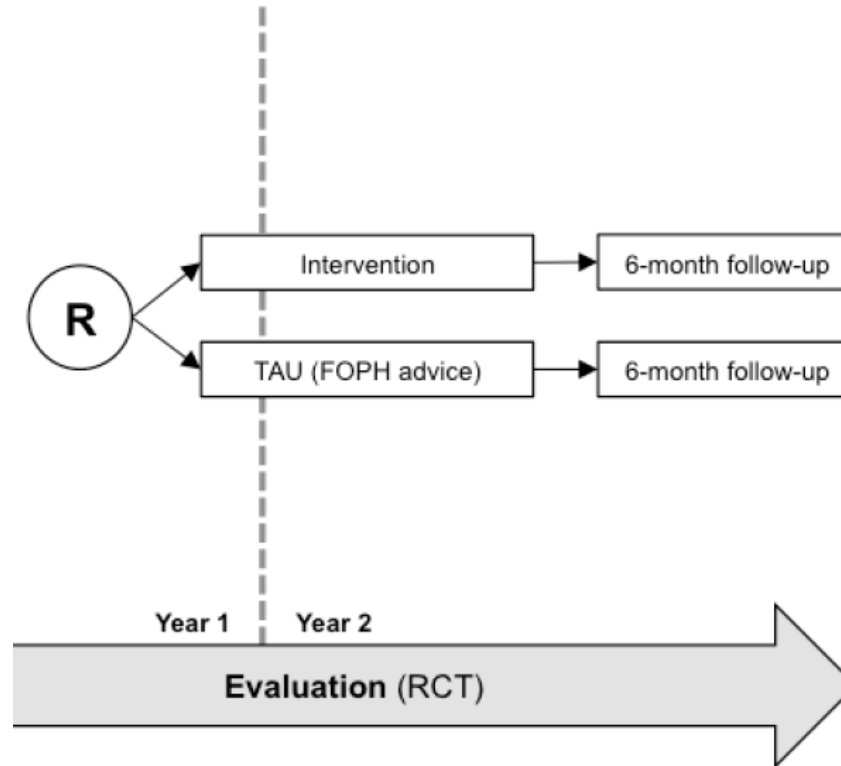 Intervention
6-month follow-up
R
TAU (FOPH advice)
6-month follow-up
Year 1
Year 2
Evaluation (RCT)